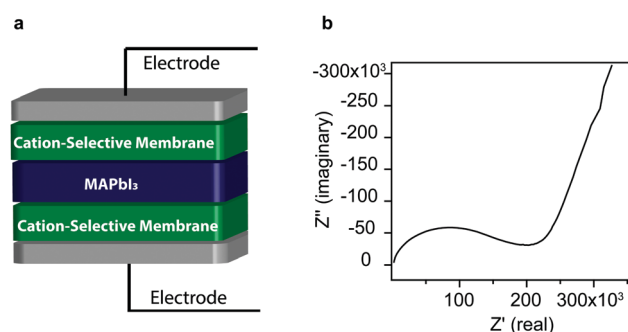 a
Electrode
Cation-Selective Membrane
MAPbI₃
Cation-Selective Membrane
Electrode
b
-300x10³
-250
-200
-150
-100
-50
0
Z'' (imaginary)
100
200
300x10³
Z' (real)